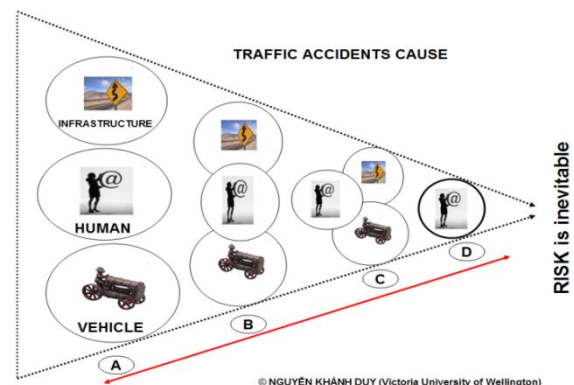 TRAFFIC ACCIDENTS CAUSE
INFRASTRUCTURE
@
HUMAN
VEHICLE
@
@
@
A
B
C
D
RISK is inevitable
© NGUYỄN KHÁNH DUY (Victoria University of Wellington)